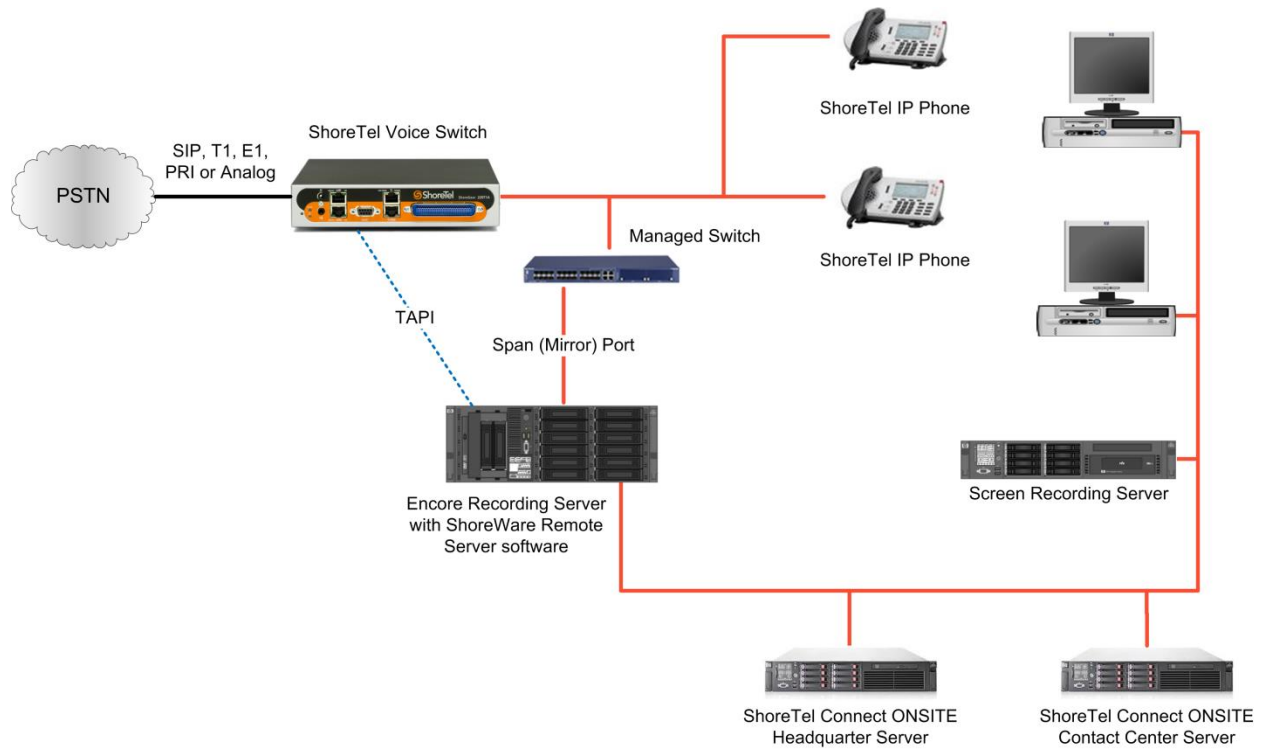 ShoreTel IP Phone
ShoreTel Voice Switch
SIP, T1, E1,
PRI or Analog
PSTN
ShoreTel
Managed Switch
ShoreTel IP Phone
TAPI
Span (Mirror) Port
Encore Recording Server
with ShoreWare Remote
Server software
Screen Recording Server
ShoreTel Connect ONSITE
Headquarter Server
ShoreTel Connect ONSITE
Contact Center Server